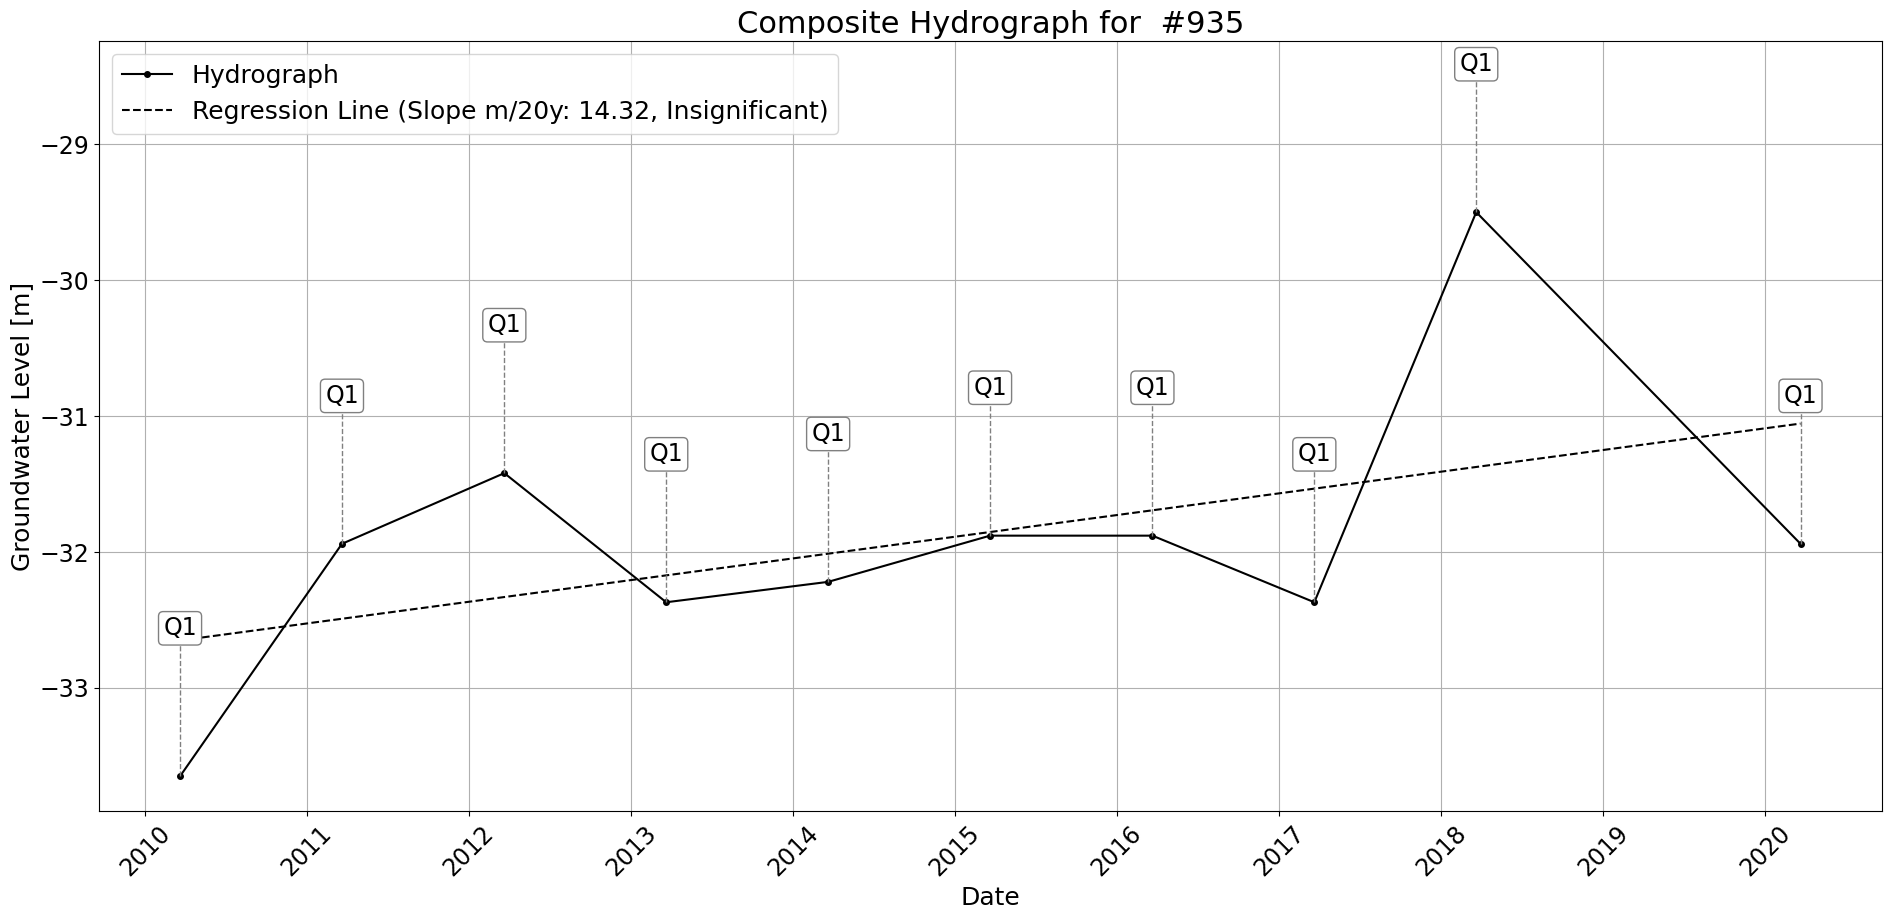 Composite Hydrograph for  #935
Hydrograph
Regression Line (Slope m/20y: 14.32, Insignificant)
Groundwater Level [m]
−29
−30
−31
−32
−33
Q1
Q1
Q1
Q1
Q1
Q1
Q1
Q1
Q1
Q1
2010
2011
2012
2013
2014
2015
2016
2017
2018
2019
2020
Date